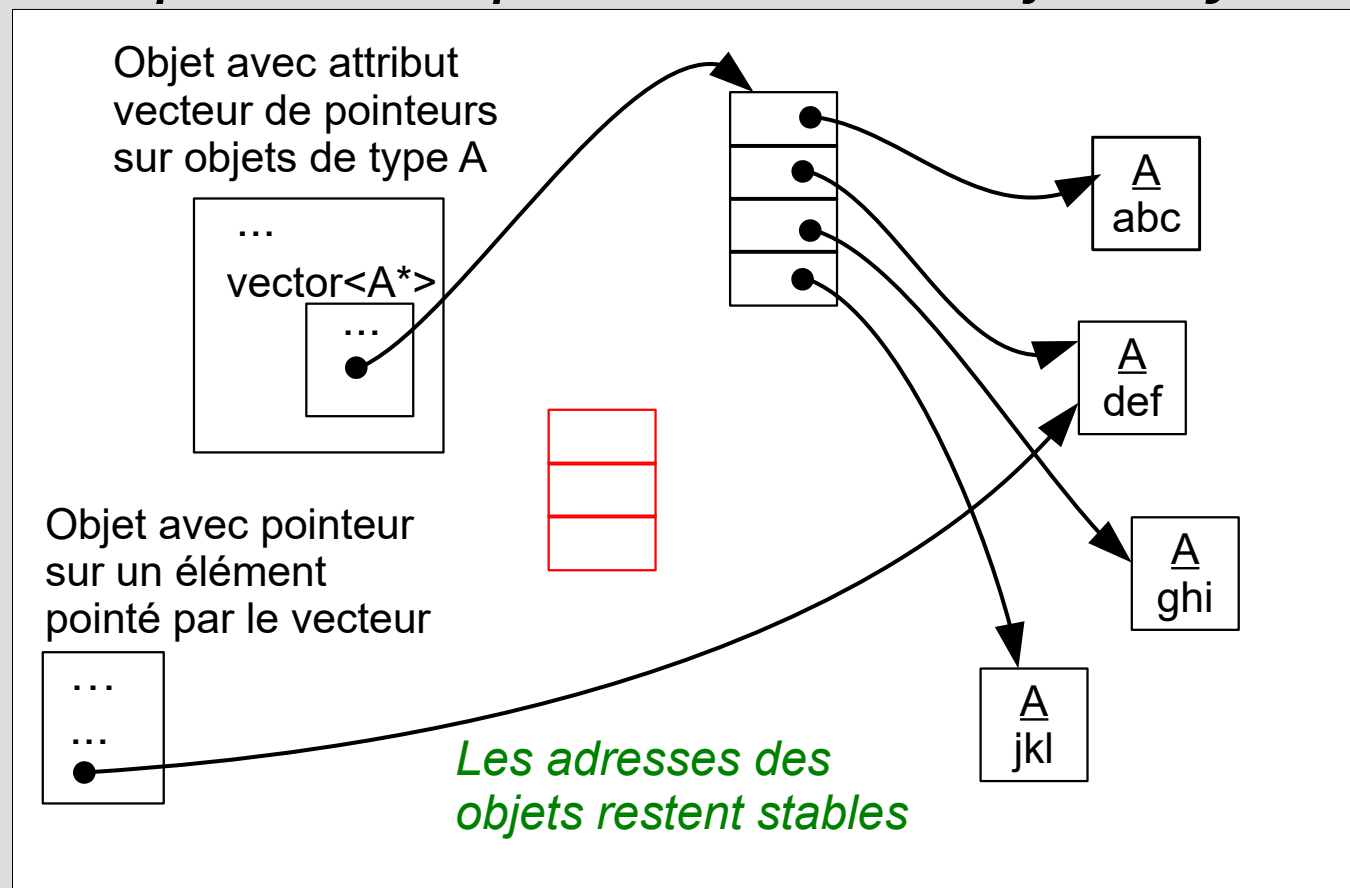 Objet avec attribut
vecteur de pointeurs
sur objets de type A
...
vector<A*>
...
A
abc
A
def
A
ghi
A
jkl
Objet avec pointeur
sur un élément
pointé par le vecteur
...
...
Les adresses des
objets restent stables